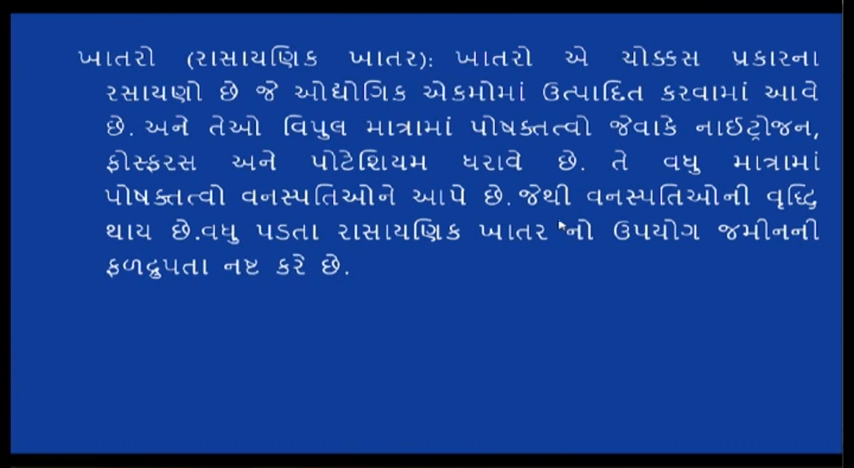 ખાતરો (રાસાયણિક ખાતર): ખાતરો એ ચોક્કસ પ્રકારના
રસાયણો છે જે ઓધોગિક એકમોમાં ઉત્પાદિત કરવામાં આવે
છે. અને તેઓ વિપુલ માત્રામાં પોષક્તત્વો જેવાકે નાઈટ્રોજન,
ફોસ્ફરસ અને પોટેશિયમ ધરાવે છે. તે વધુ માત્રામાં
પોષક્તત્વો વનસ્પતિઓને આપે છે. જેથી વનસ્પતિઓની વૃધ્દ્રિ
થાય છે.વધુ પડતા રાસાયણિક ખાતર નો ઉપયોગ જમીનની
ફળદ્રુપતા નષ્ટ કરે છે.